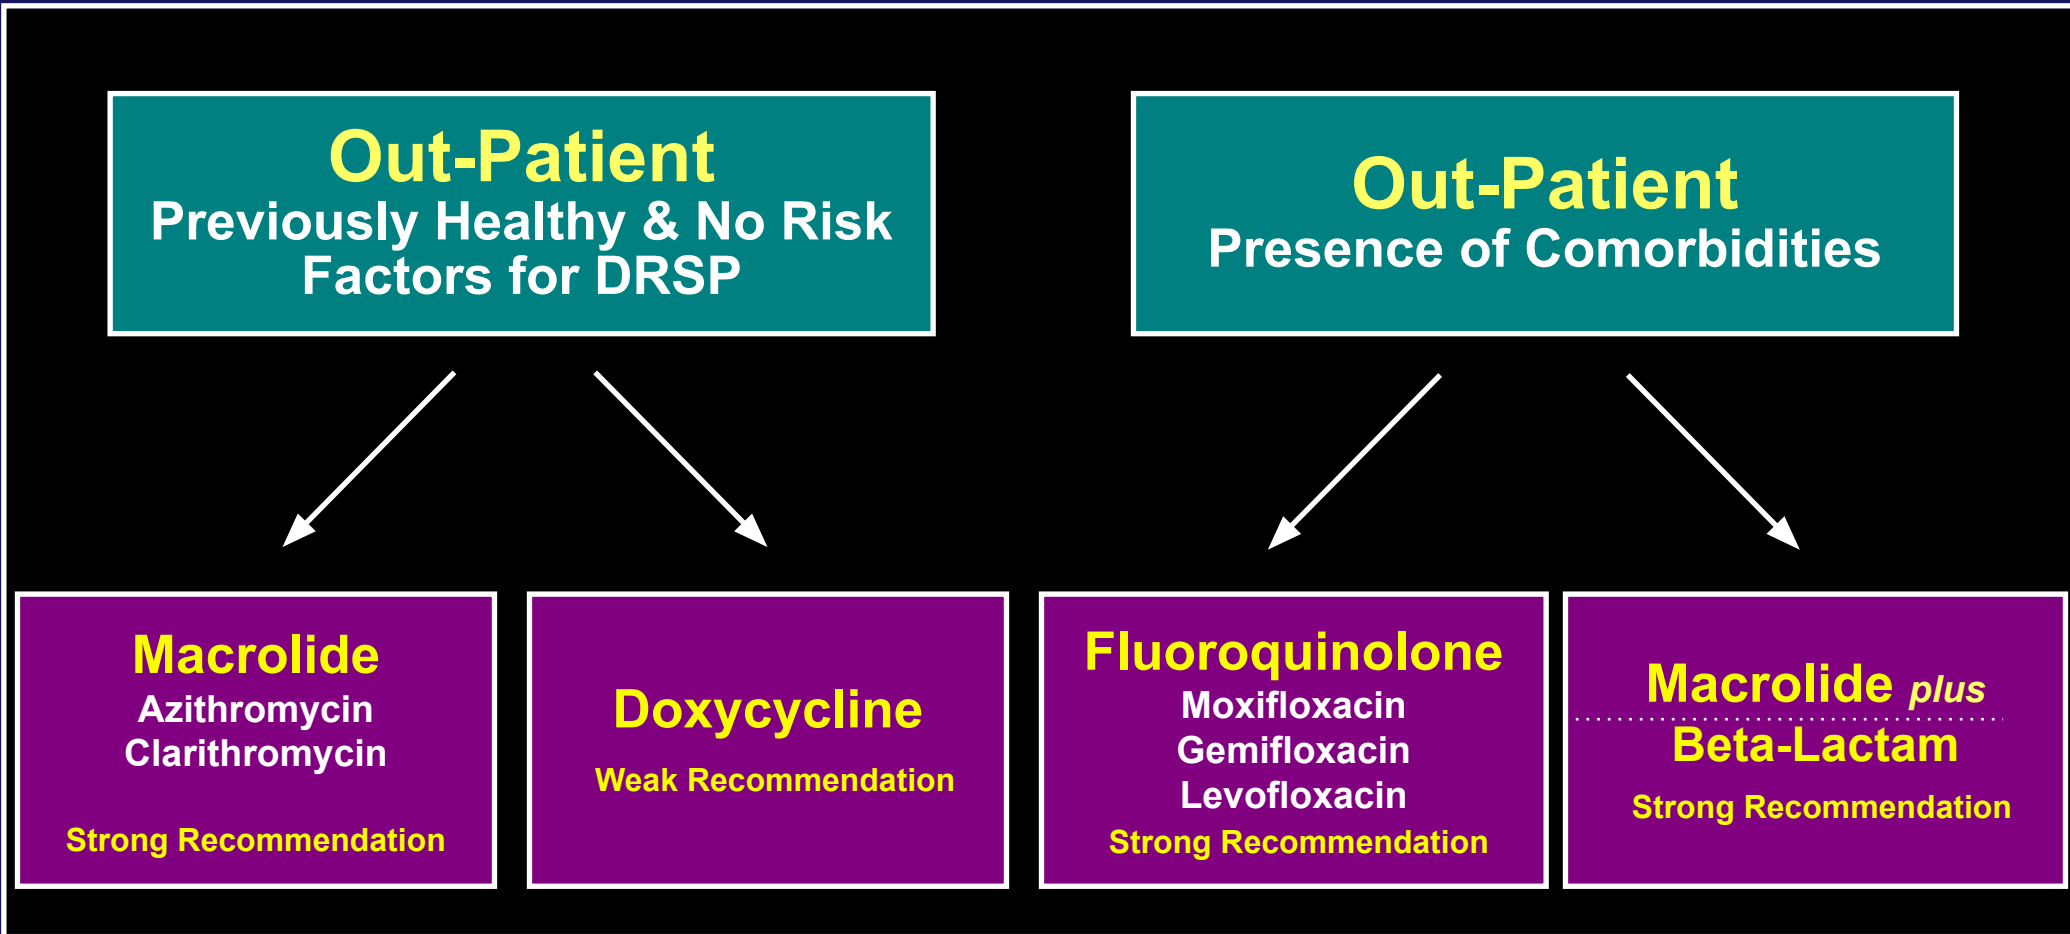 Out-Patient
Previously Healthy & No Risk
Factors for DRSP
Out-Patient
Presence of Comorbidities
Macrolide
Azithromycin
Clarithromycin
Strong Recommendation
Doxycycline
Weak Recommendation
Fluoroquinolone
Moxifloxacin
Gemifloxacin
Levofloxacin
Strong Recommendation
Macrolide plus
Beta-Lactam
Strong Recommendation